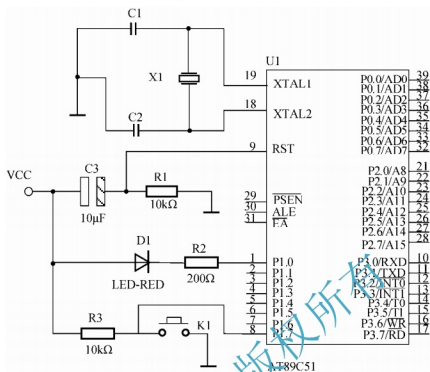 C1
U1
X1
19
XTAL1
P0.0/AD0
39
P0.1/AD1
38
P0.2/AD2
37
P0.3/AD3
36
P0.4/AD4
35
P0.5/AD5
34
P0.6/AD6
33
P0.7/AD7
32
C2
18
XTAL2
9
RST
VCC
C3
10μF
R1
10kΩ
29
PSEN
30
ALE
31
EA
P2.0/A8
21
P2.1/A9
22
P2.2/A10
23
P2.3/A11
24
P2.4/A12
25
P2.5/A13
26
P2.6/A14
27
P2.7/A15
28
D1
LED-RED
R2
200Ω
1
P1.0
2
P1.1
3
P1.2
4
P1.3
5
P1.4
6
P1.5
7
P1.6
8
P3.0/RXD
10
P3.1/TXD
11
P3.2/INT0
12
P3.3/INT1
13
P3.4/T0
14
P3.5/T1
15
P3.6/WR
16
P3.7/RD
17
R3
10kΩ
K1
AT89C51
版权所有